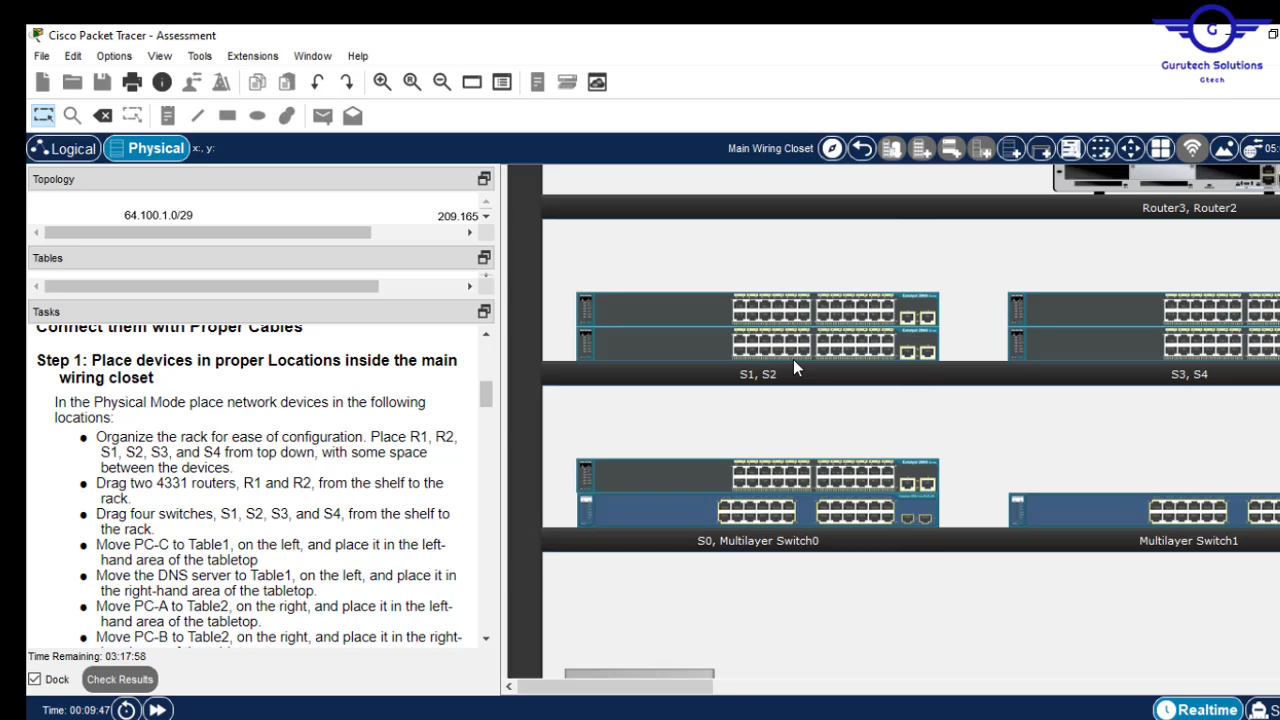 Cisco Packet Tracer - Assessment
G
Gurutech Solutions
Gtech
File Edit Options View Tools Extensions Window Help
Logical Physical x:, y: Main Wiring Closet 05:
Topology
64.100.1.0/29 209.165
Router3, Router2
Tables
Tasks
Connect them with Proper Cables
Step 1: Place devices in proper Locations inside the main
wiring closet
In the Physical Mode place network devices in the following
locations:
● Organize the rack for ease of configuration. Place R1, R2,
S1, S2, S3, and S4 from top down, with some space
between the devices.
● Drag two 4331 routers, R1 and R2, from the shelf to the
rack.
● Drag four switches, S1, S2, S3, and S4, from the shelf to
the rack.
● Move PC-C to Table1, on the left, and place it in the left-
hand area of the tabletop
● Move the DNS server to Table1, on the left, and place it in
the right-hand area of the tabletop.
● Move PC-A to Table2, on the right, and place it in the left-
hand area of the tabletop.
● Move PC-B to Table2, on the right, and place it in the right-
S1, S2
S3, S4
S0, Multilayer Switch0
Multilayer Switch1
Time Remaining: 03:17:58
Dock Check Results
Time: 00:09:47
Realtime S